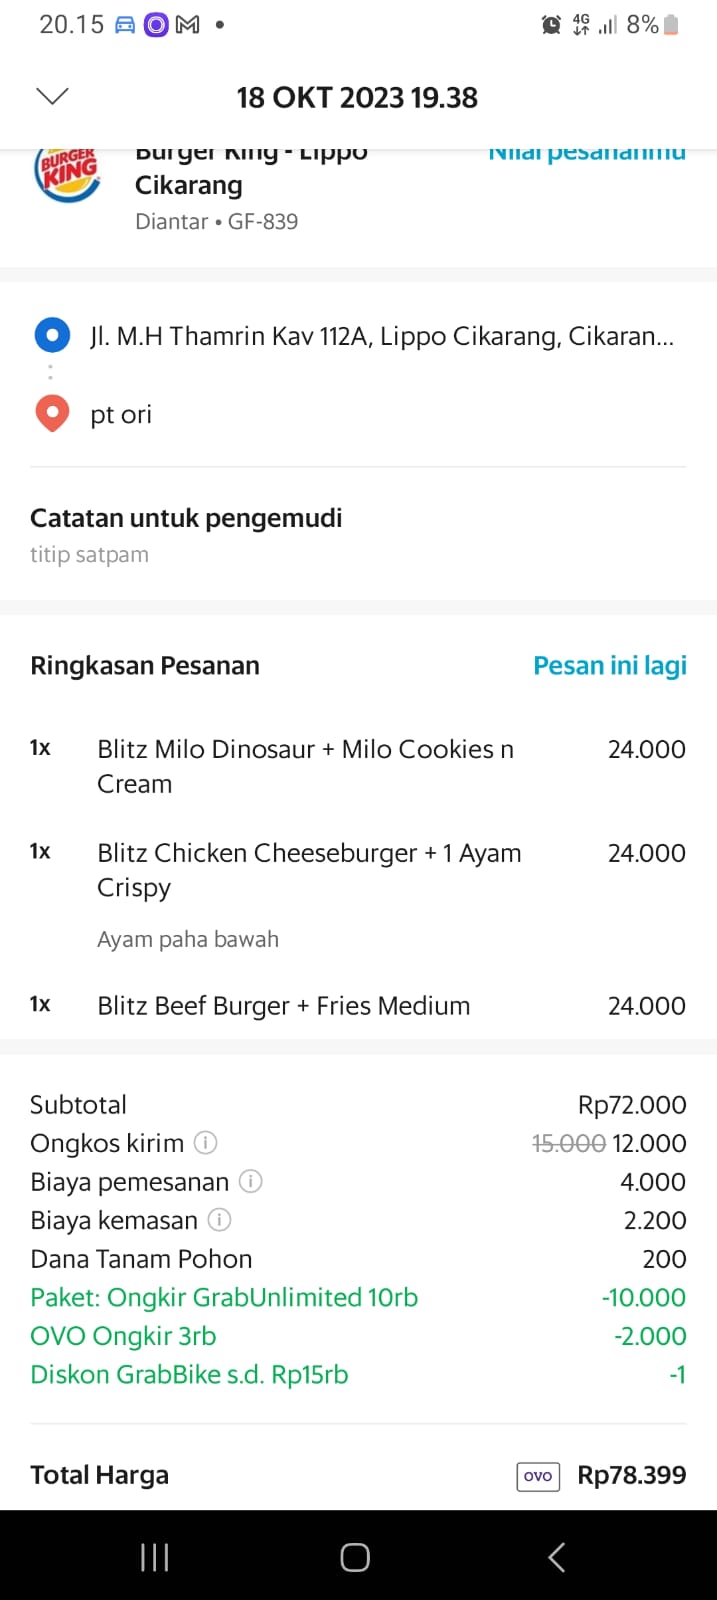 20.15
4G
8%
18 OKT 2023 19.38
BURGER KING
Burger King - Lippo
Nilai pesananmu
Cikarang
Diantar • GF-839
Jl. M.H Thamrin Kav 112A, Lippo Cikarang, Cikaran...
pt ori
Catatan untuk pengemudi
titip satpam
Ringkasan Pesanan
Pesan ini lagi
1x Blitz Milo Dinosaur + Milo Cookies n 24.000
Cream
1x Blitz Chicken Cheeseburger + 1 Ayam 24.000
Crispy
Ayam paha bawah
1x Blitz Beef Burger + Fries Medium 24.000
Subtotal Rp72.000
Ongkos kirim 15.000 12.000
Biaya pemesanan 4.000
Biaya kemasan 2.200
Dana Tanam Pohon 200
Paket: Ongkir GrabUnlimited 10rb -10.000
OVO Ongkir 3rb -2.000
Diskon GrabBike s.d. Rp15rb -1
Total Harga OVO Rp78.399